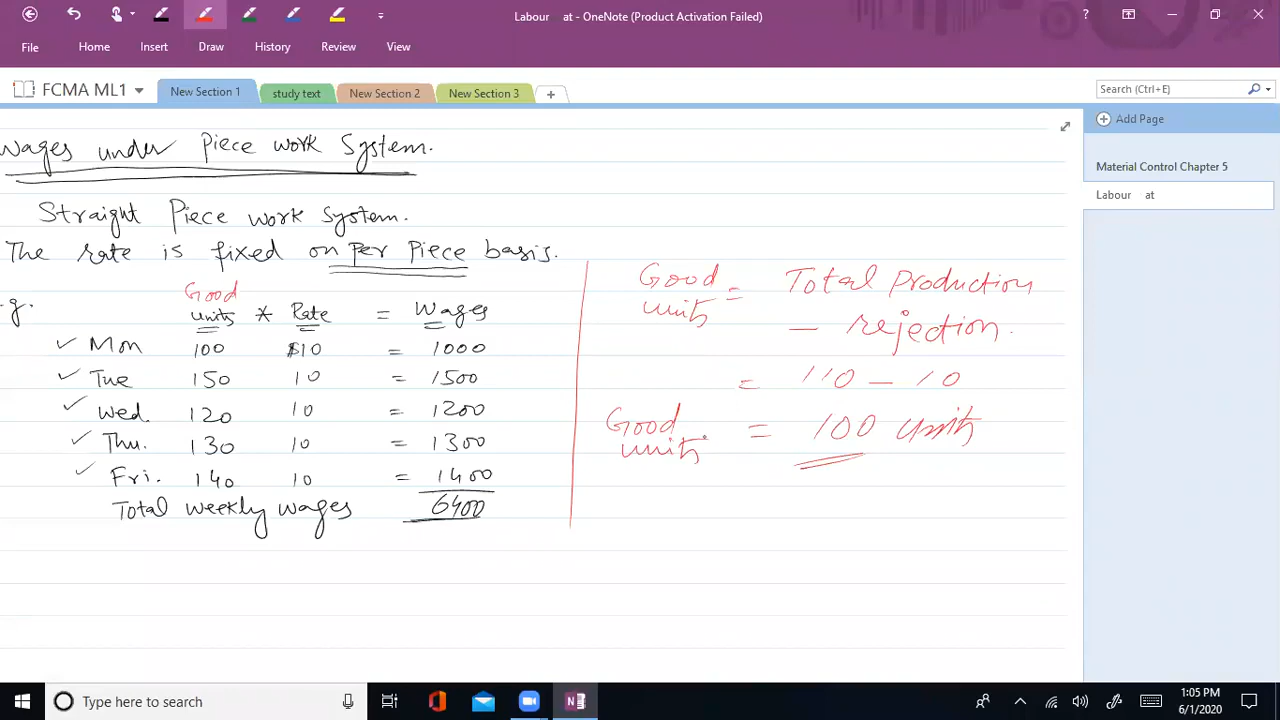 Labour at - OneNote (Product Activation Failed)
File Home Insert Draw History Review View
FCMA ML1 New Section 1 study text New Section 2 New Section 3
Search (Ctrl+E)
Add Page
Material Control Chapter 5
Labour at
Wages under Piece work System.
Straight Piece work System.
The rate is fixed on per Piece basis.
.g.
Good
units * Rate = Wages
Mon 100 $10 = 1000
Tue 150 10 = 1500
Wed. 120 10 = 1200
Thu. 130 10 = 1300
Fri. 140 10 = 1400
Total weekly wages 6400
Good units = Total Production
— rejection.
= 110 — 10
Good units = 100 units
Type here to search
1:05 PM
6/1/2020